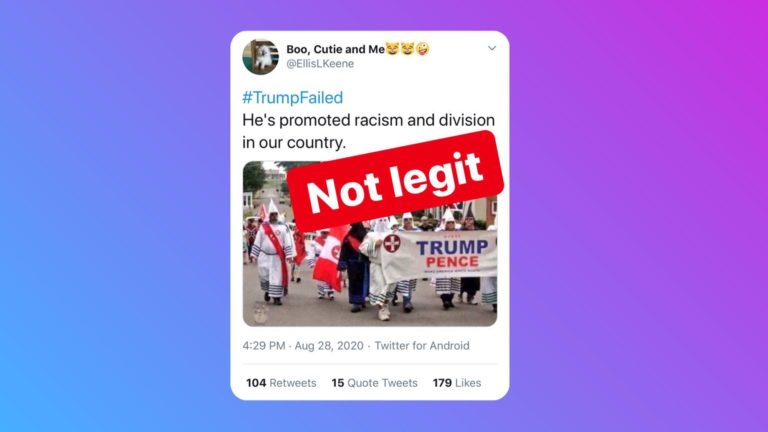 Boo, Cutie and Me😹😹🤪
@EllisLKeene
#TrumpFailed
He's promoted racism and division
in our country.
Not legit
TRUMP
PENCE
4:29 PM · Aug 28, 2020 · Twitter for Android
104 Retweets 15 Quote Tweets 179 Likes